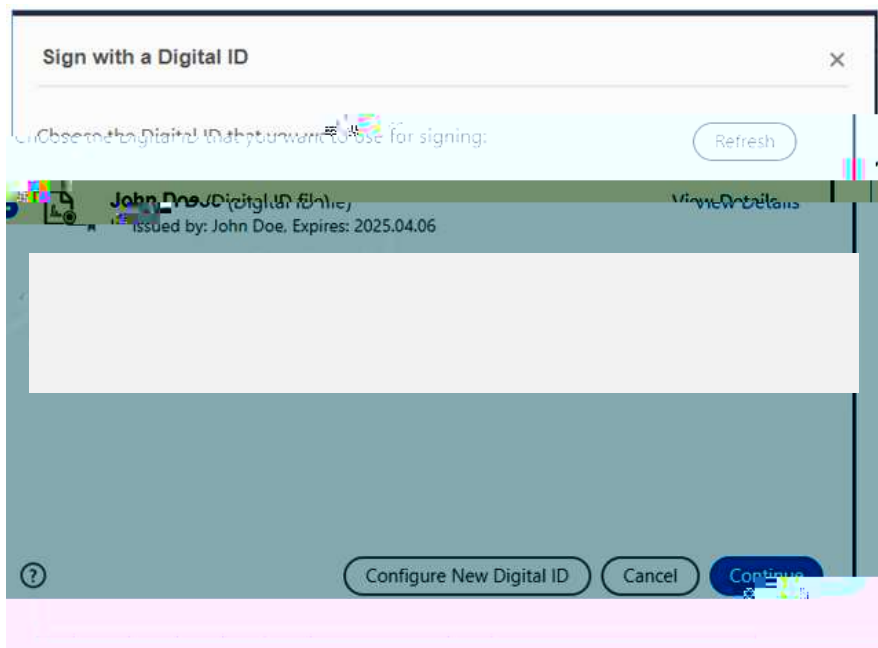 Sign with a Digital ID
Choose the Digital ID that you want to use for signing:
Refresh
John Doe (Digital ID file)
View Details
Issued by: John Doe, Expires: 2025.04.06
Configure New Digital ID
Cancel
Continue